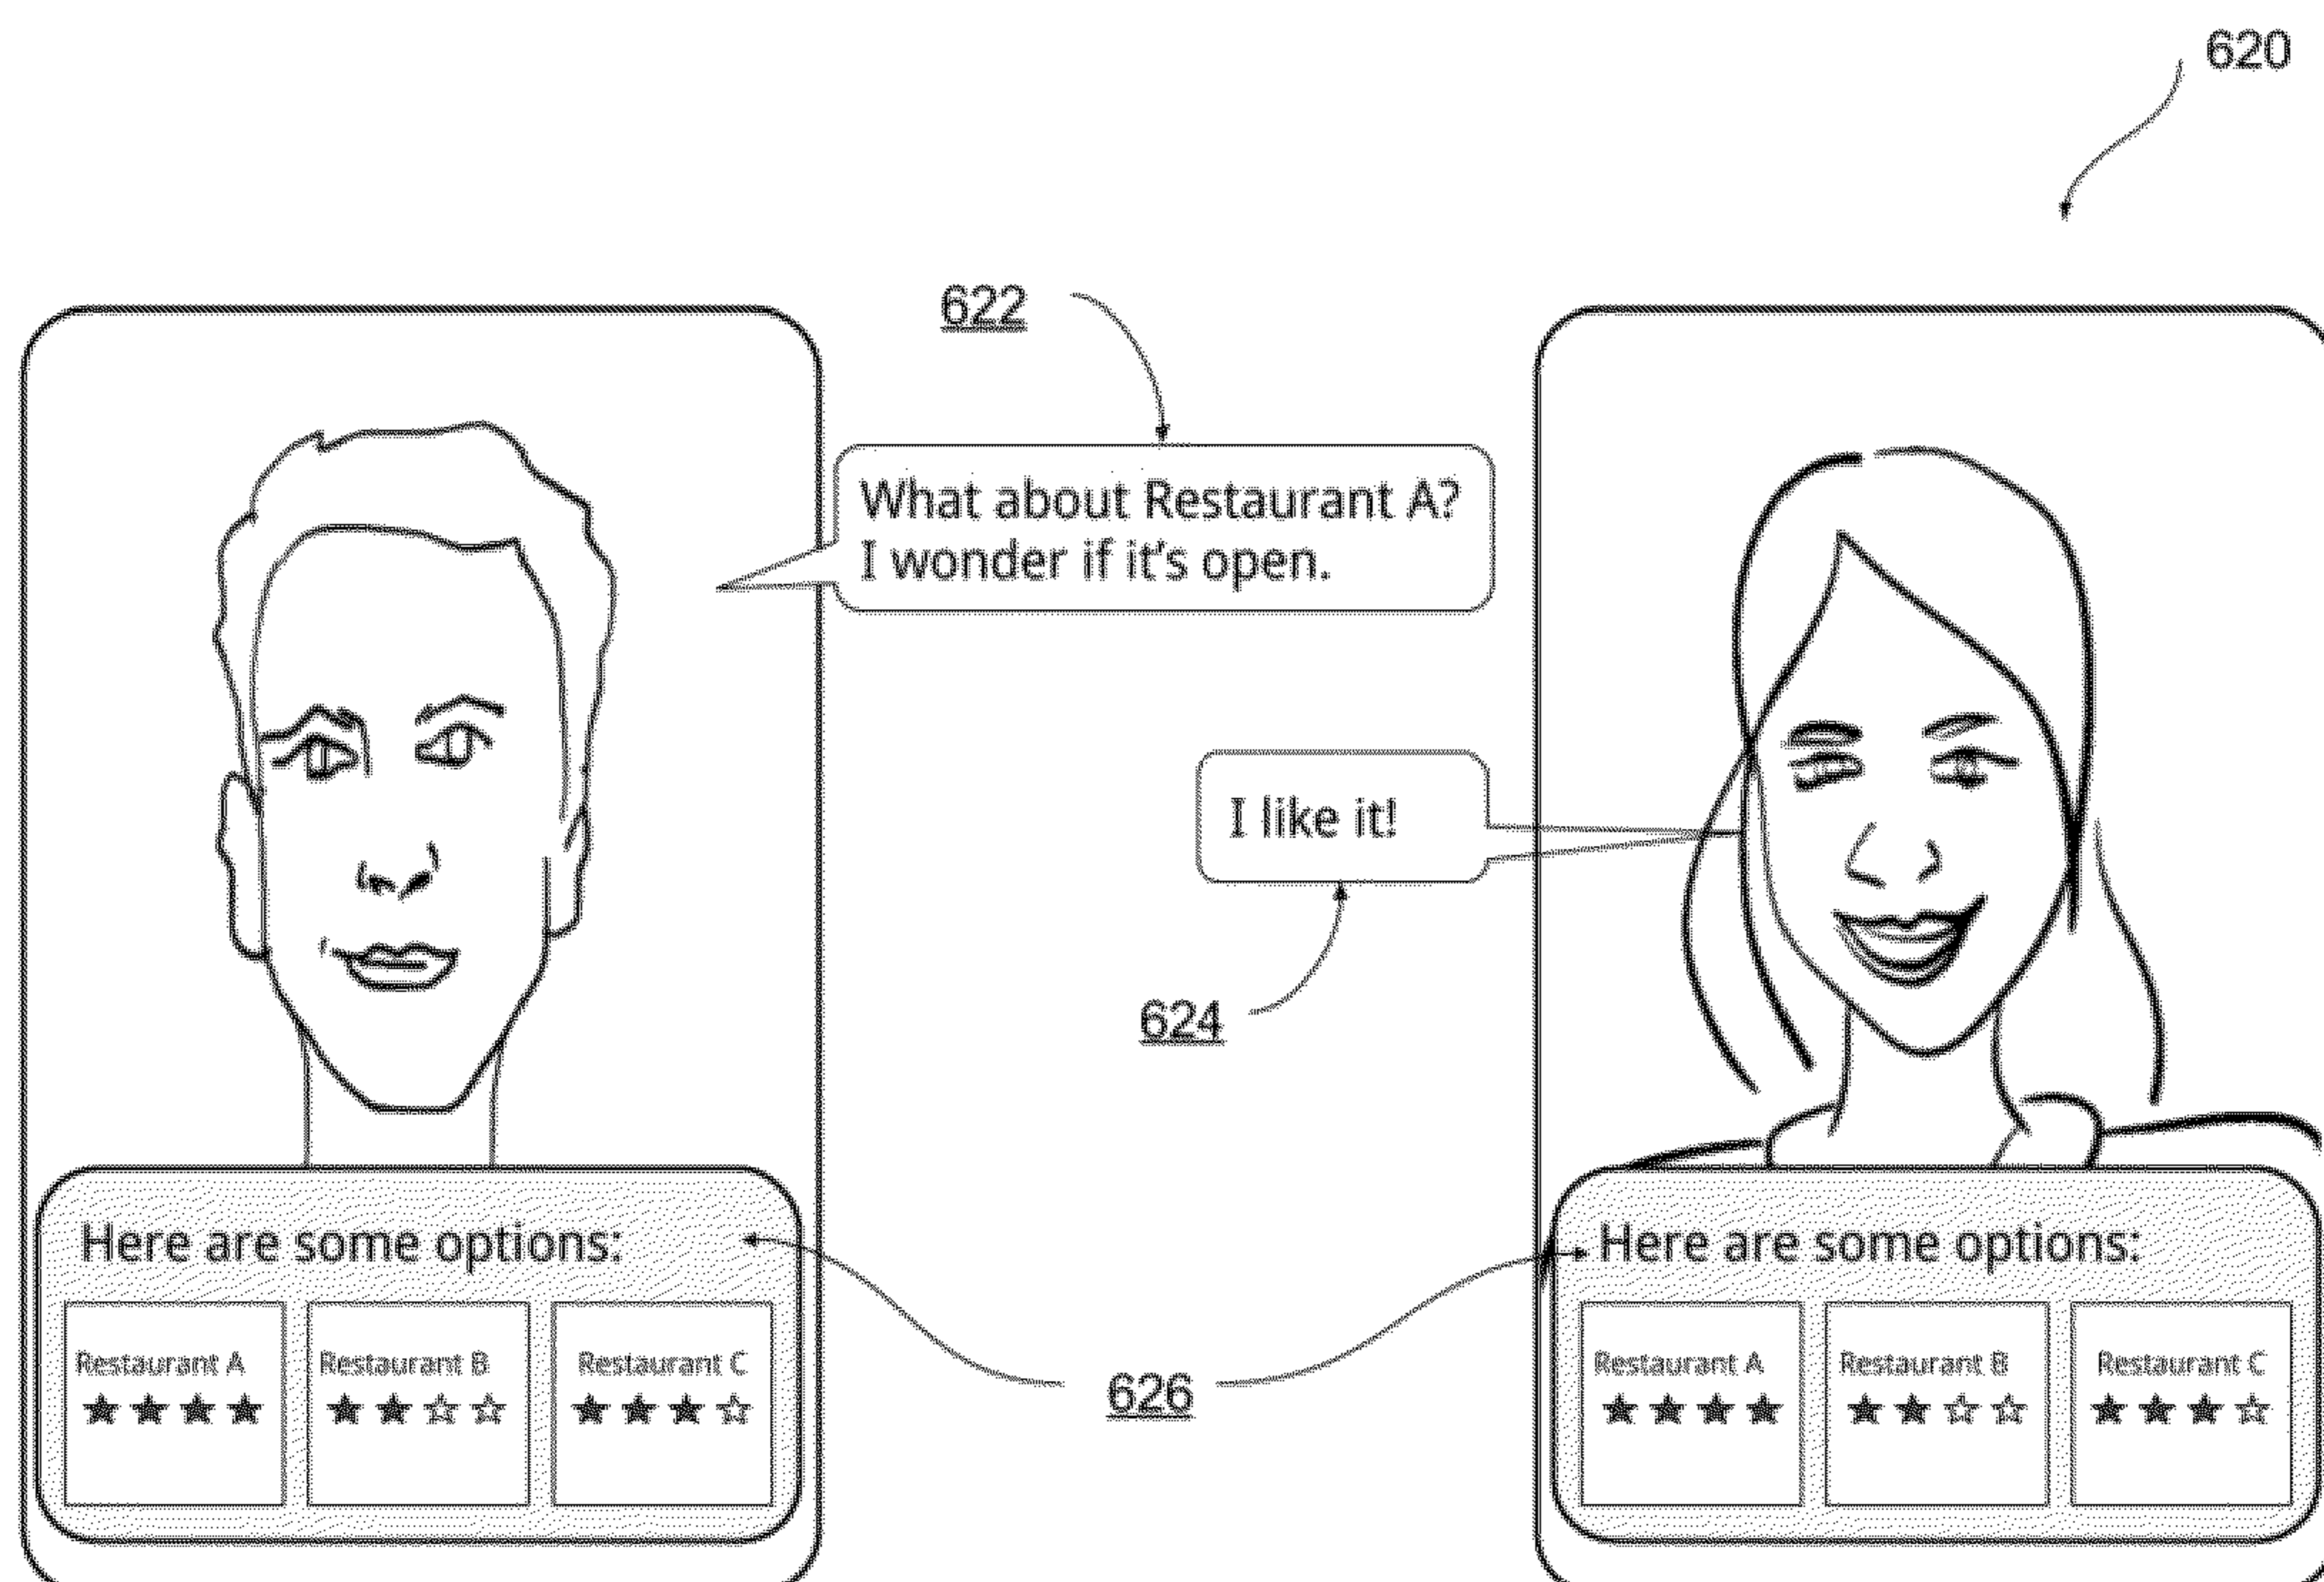 620
622
What about Restaurant A?
I wonder if it's open.
I like it!
624
Here are some options:
Restaurant A
★★★★
Restaurant B
★★☆☆
Restaurant C
★★★☆
626
Here are some options:
Restaurant A
★★★★
Restaurant B
★★☆☆
Restaurant C
★★★☆